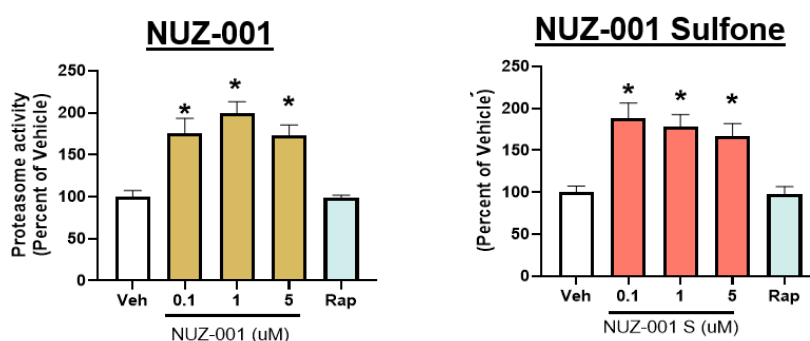 NUZ-001
Proteasome activity
(Percent of Vehicle)
250
200
150
100
50
0
*
*
*
Veh
0.1
1
5
Rap
NUZ-001 (uM)
NUZ-001 Sulfone
(Percent of Vehicle)
250
200
150
100
50
0
*
*
*
Veh
0.1
1
5
Rap
NUZ-001 S (uM)